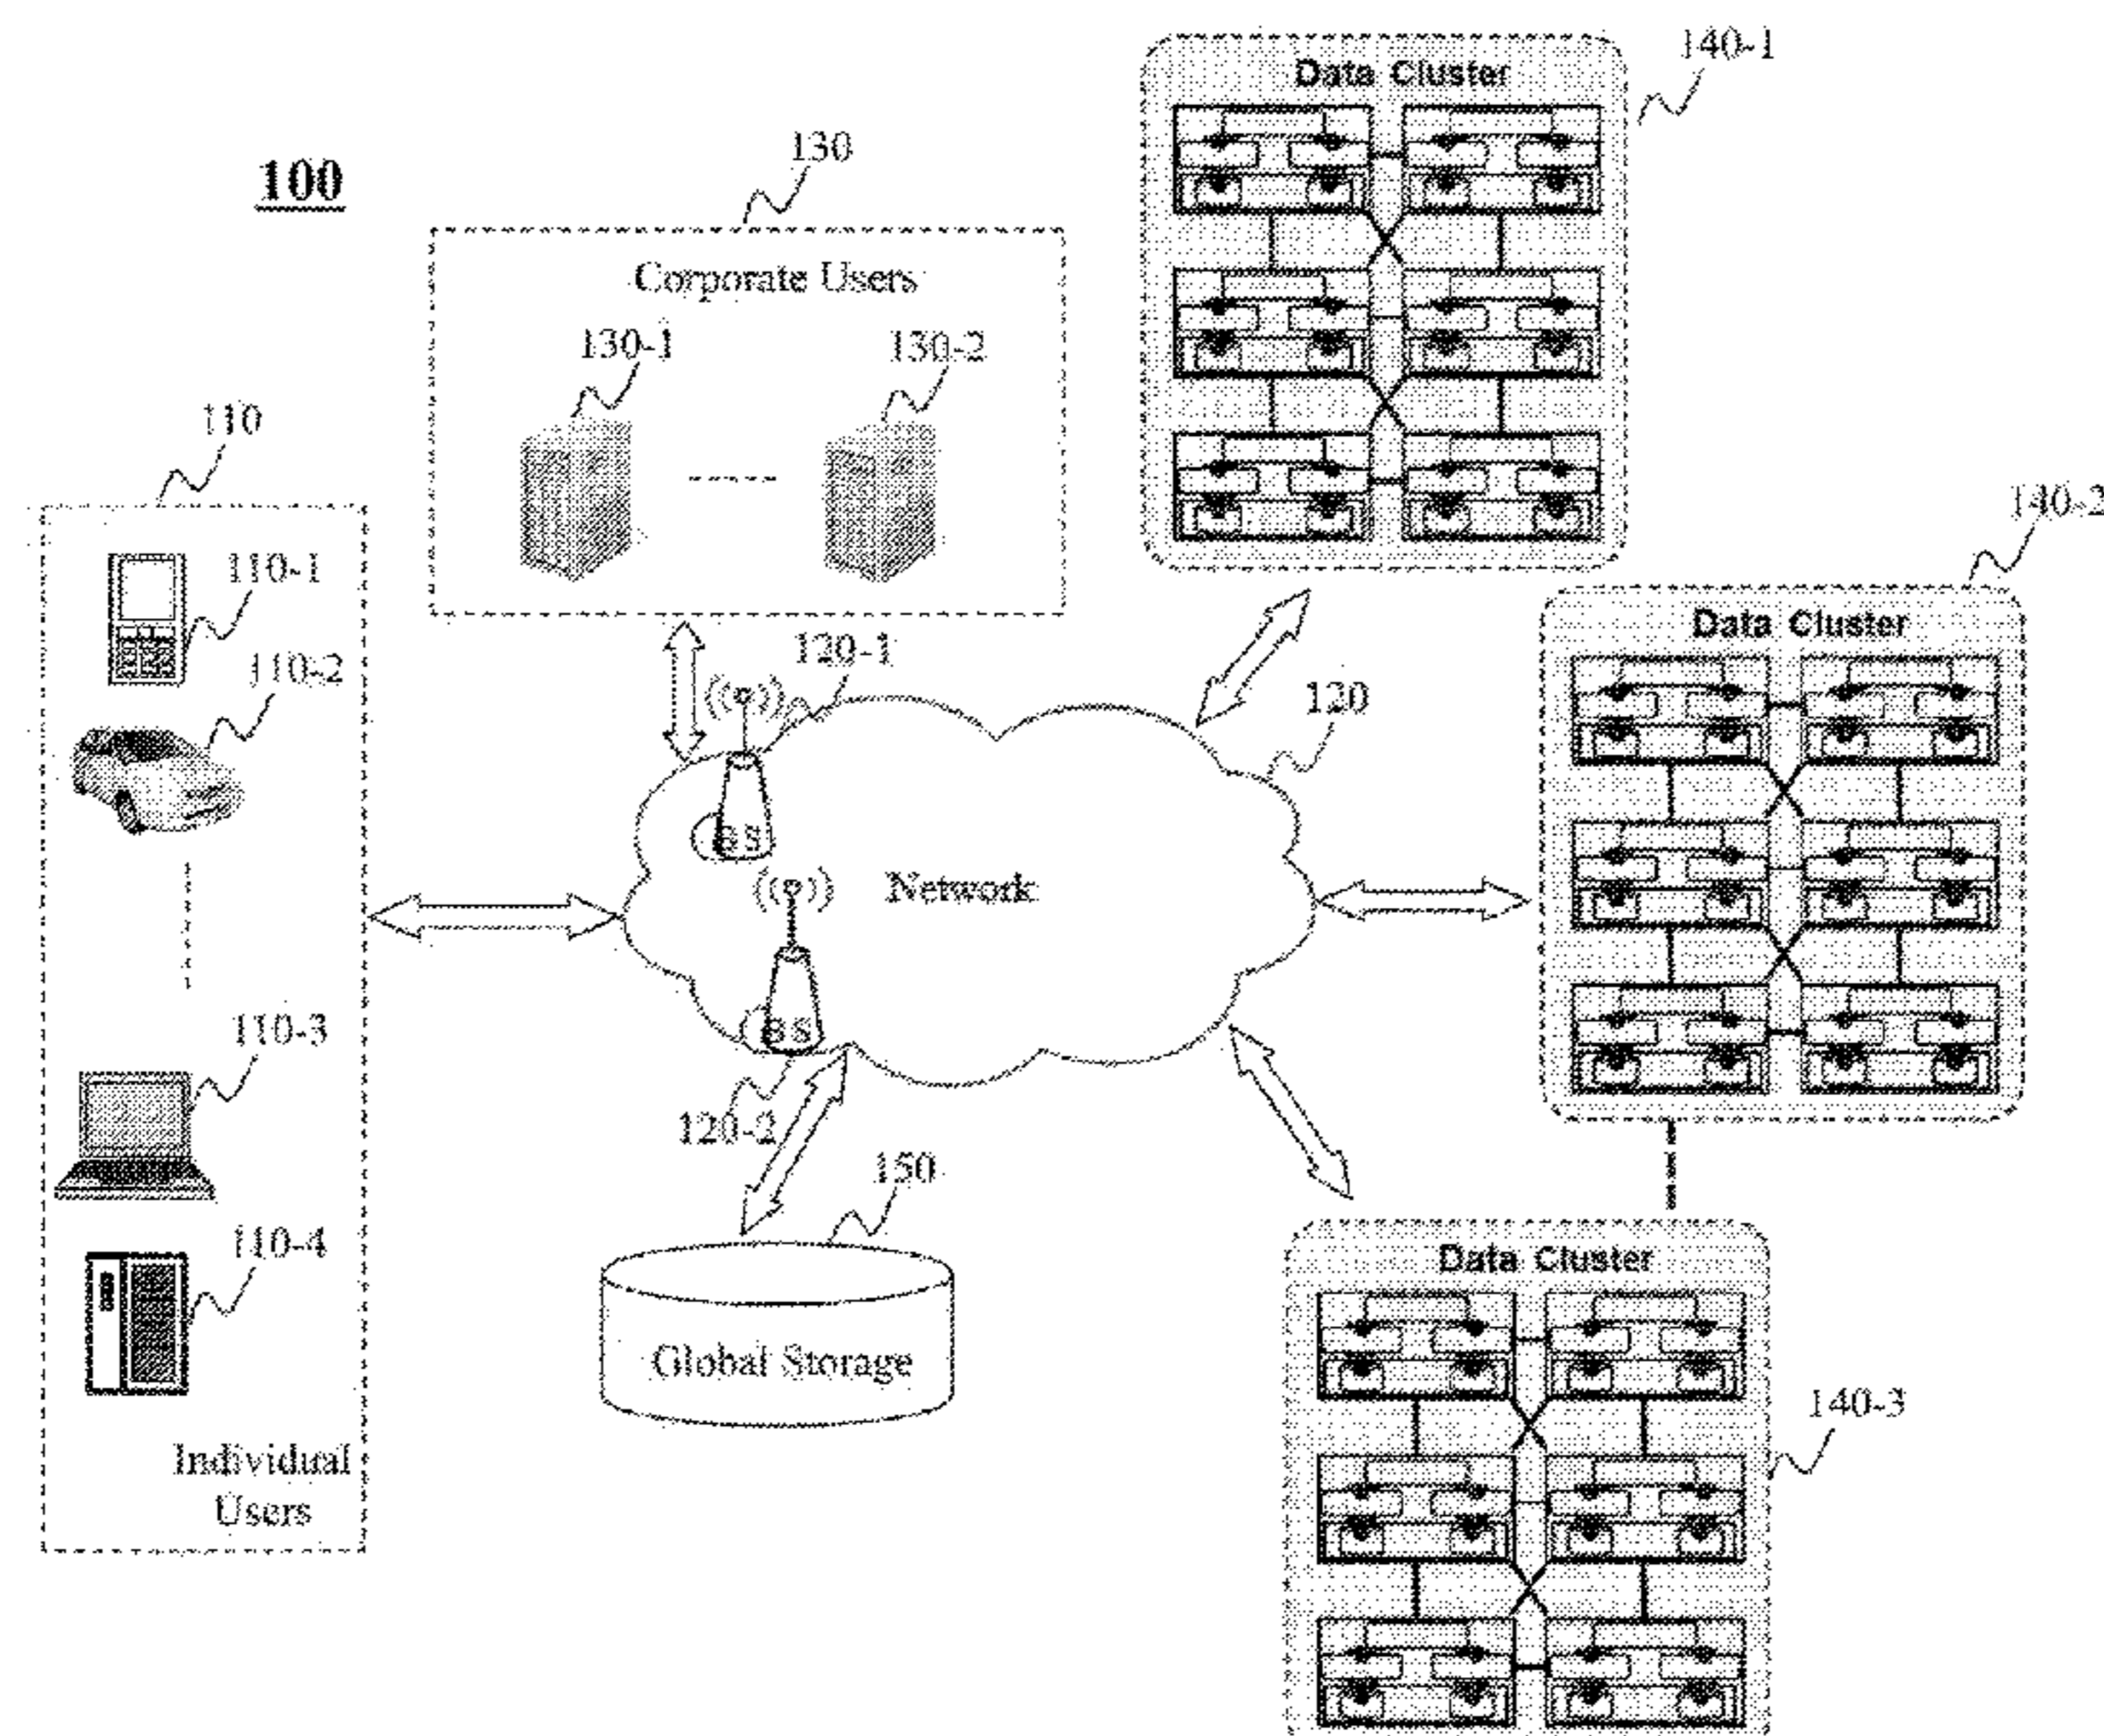 100
130
Corporate Users
130-1
130-2
110
110-1
110-2
110-3
110-4
Individual
Users
120-1
120
BS
Network
BS
120-2
150
Global Storage
140-1
Data Cluster
140-2
Data Cluster
Data Cluster
140-3